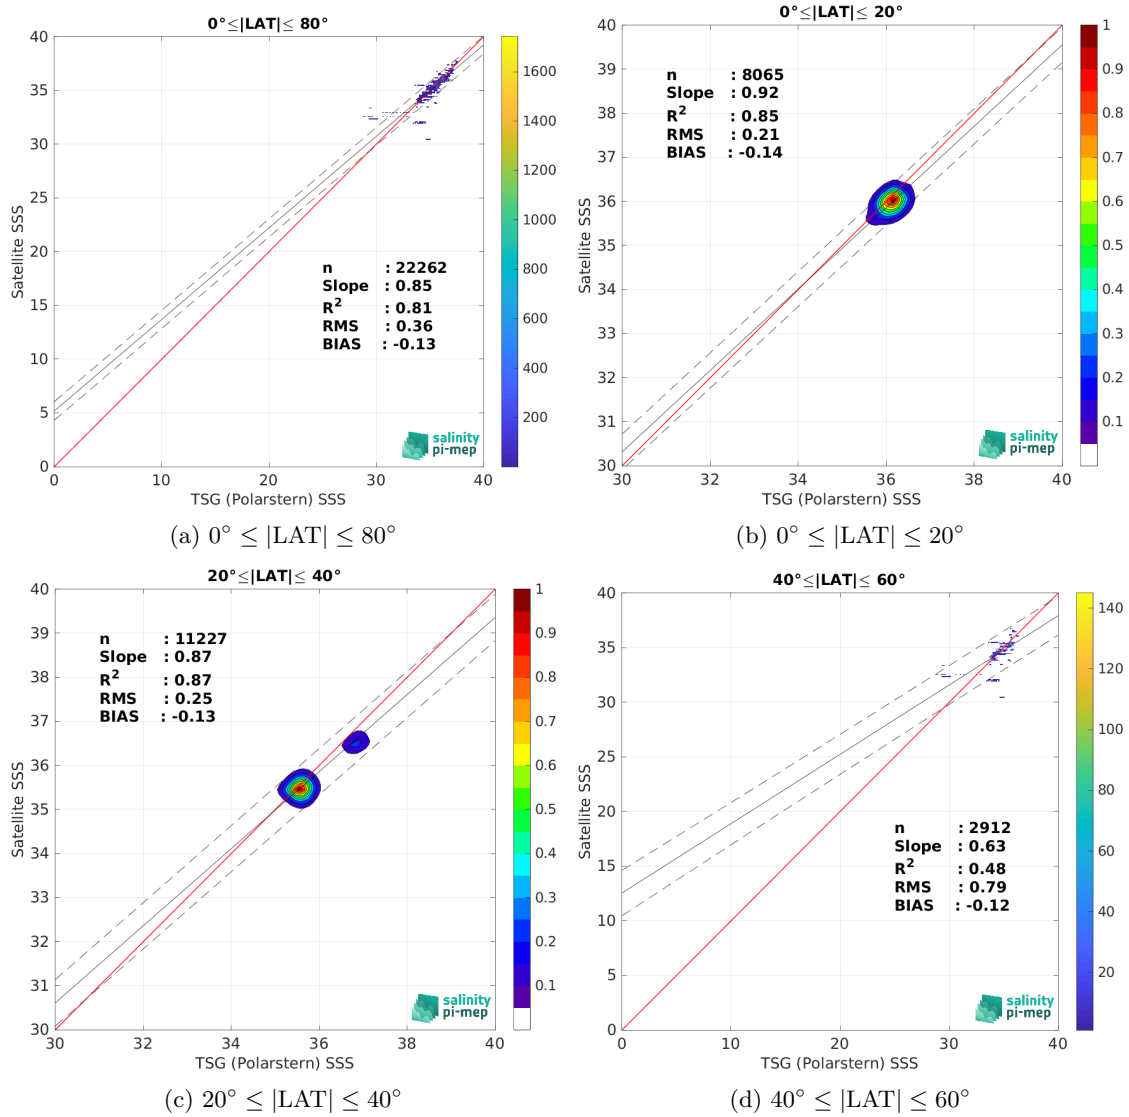 0°≤|LAT|≤ 80°
40
35
30
25
20
15
10
5
0
Satellite SSS
n : 22262
Slope : 0.85
R² : 0.81
RMS : 0.36
BIAS : -0.13
salinity
pi-mep
0 10 20 30 40
TSG (Polarstern) SSS
1600
1400
1200
1000
800
600
400
200
(a) 0° ≤ |LAT| ≤ 80°
0°≤|LAT|≤ 20°
40
39
38
37
36
35
34
33
32
31
30
Satellite SSS
n : 8065
Slope : 0.92
R² : 0.85
RMS : 0.21
BIAS : -0.14
salinity
pi-mep
30 32 34 36 38 40
TSG (Polarstern) SSS
1
0.9
0.8
0.7
0.6
0.5
0.4
0.3
0.2
0.1
(b) 0° ≤ |LAT| ≤ 20°
20°≤|LAT|≤ 40°
40
39
38
37
36
35
34
33
32
31
30
Satellite SSS
n : 11227
Slope : 0.87
R² : 0.87
RMS : 0.25
BIAS : -0.13
salinity
pi-mep
30 32 34 36 38 40
TSG (Polarstern) SSS
1
0.9
0.8
0.7
0.6
0.5
0.4
0.3
0.2
0.1
(c) 20° ≤ |LAT| ≤ 40°
40°≤|LAT|≤ 60°
40
35
30
25
20
15
10
5
0
Satellite SSS
n : 2912
Slope : 0.63
R² : 0.48
RMS : 0.79
BIAS : -0.12
salinity
pi-mep
0 10 20 30 40
TSG (Polarstern) SSS
140
120
100
80
60
40
20
(d) 40° ≤ |LAT| ≤ 60°